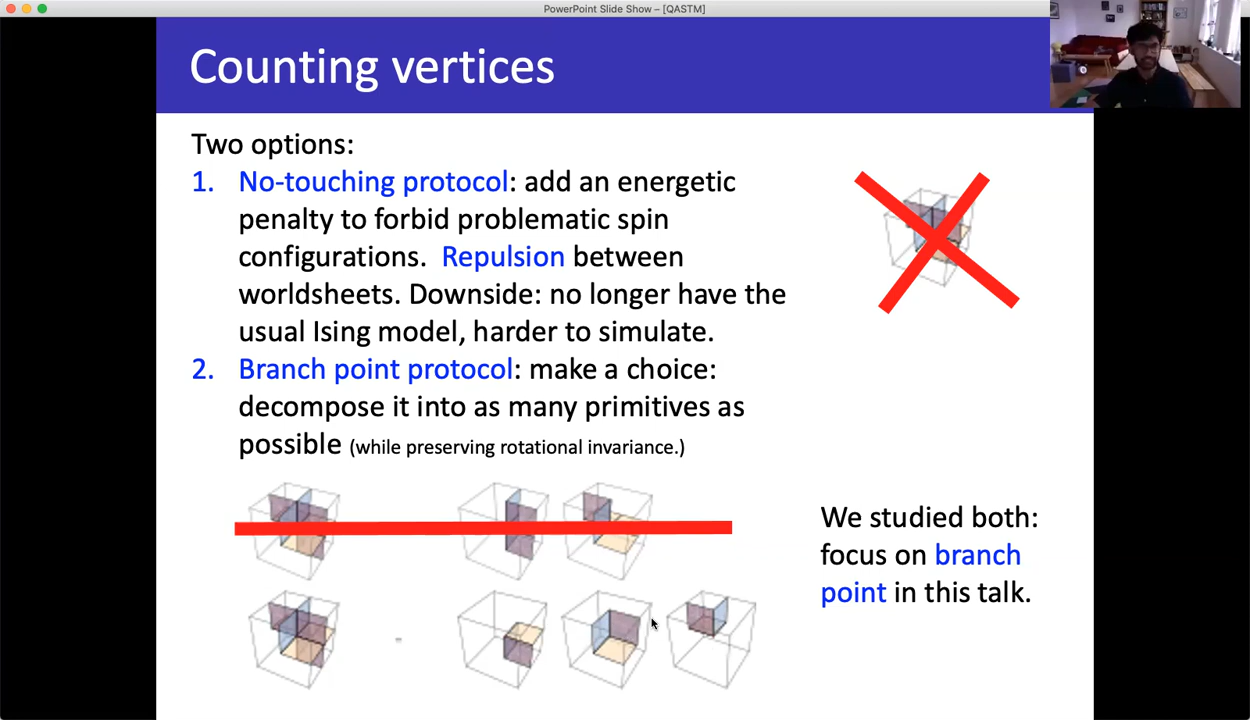 PowerPoint Slide Show – [QASTM]
Counting vertices
Two options:
1. No-touching protocol: add an energetic
penalty to forbid problematic spin
configurations. Repulsion between
worldsheets. Downside: no longer have the
usual Ising model, harder to simulate.
2. Branch point protocol: make a choice:
decompose it into as many primitives as
possible (while preserving rotational invariance.)
We studied both:
focus on branch
point in this talk.